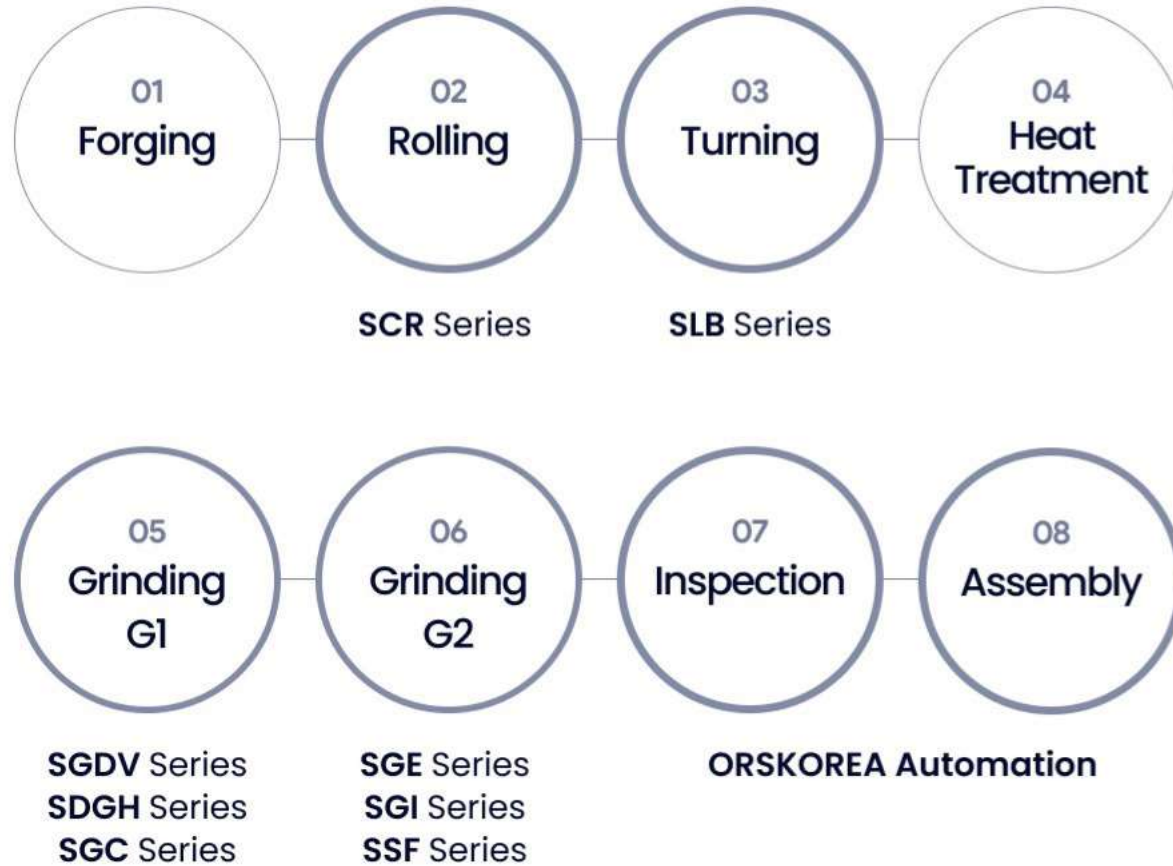 01
Forging
02
Rolling
03
Turning
04
Heat
Treatment
SCR Series
SLB Series
05
Grinding
G1
06
Grinding
G2
07
Inspection
08
Assembly
SGDV Series
SDGH Series
SGC Series
SGE Series
SGI Series
SSF Series
ORSKOREA Automation